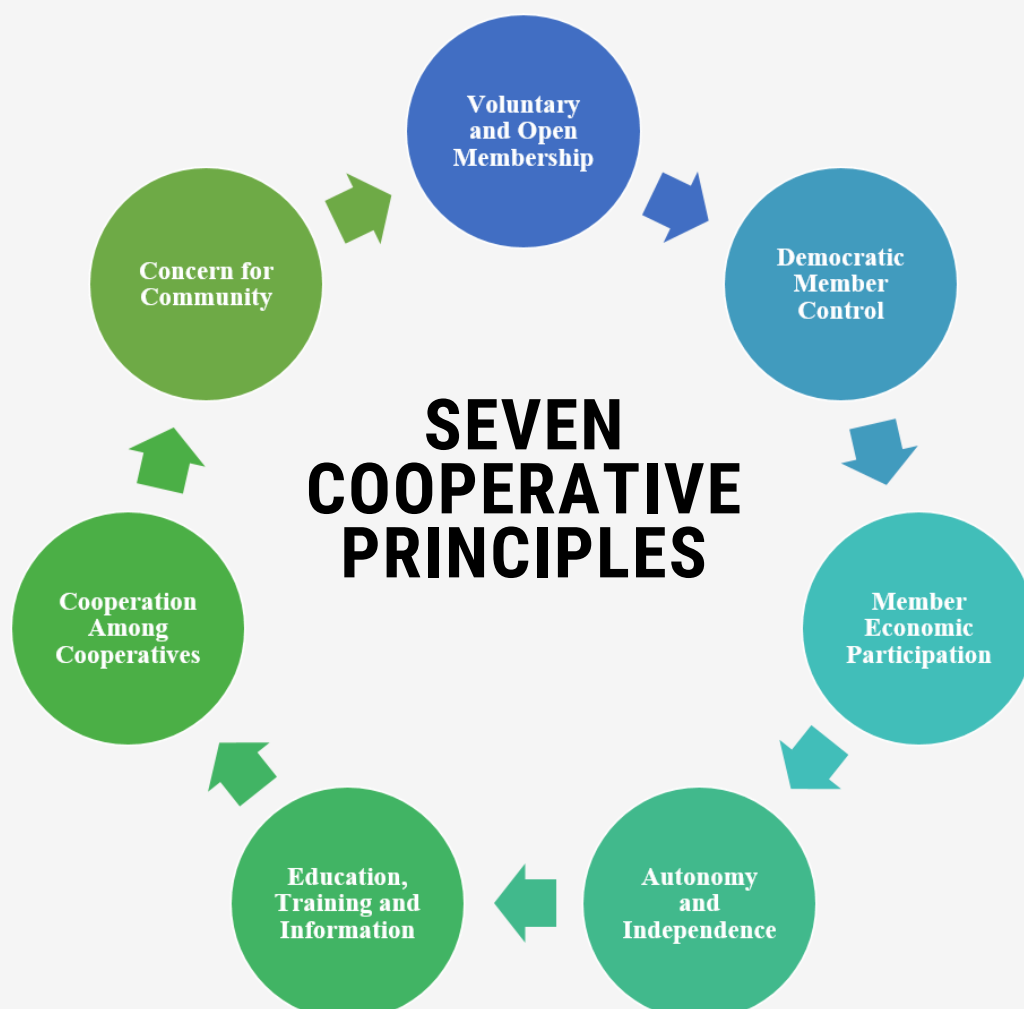 Voluntary
and Open
Membership
Democratic
Member
Control
Member
Economic
Participation
Autonomy
and
Independence
Education,
Training and
Information
Cooperation
Among
Cooperatives
Concern for
Community
SEVEN
COOPERATIVE
PRINCIPLES